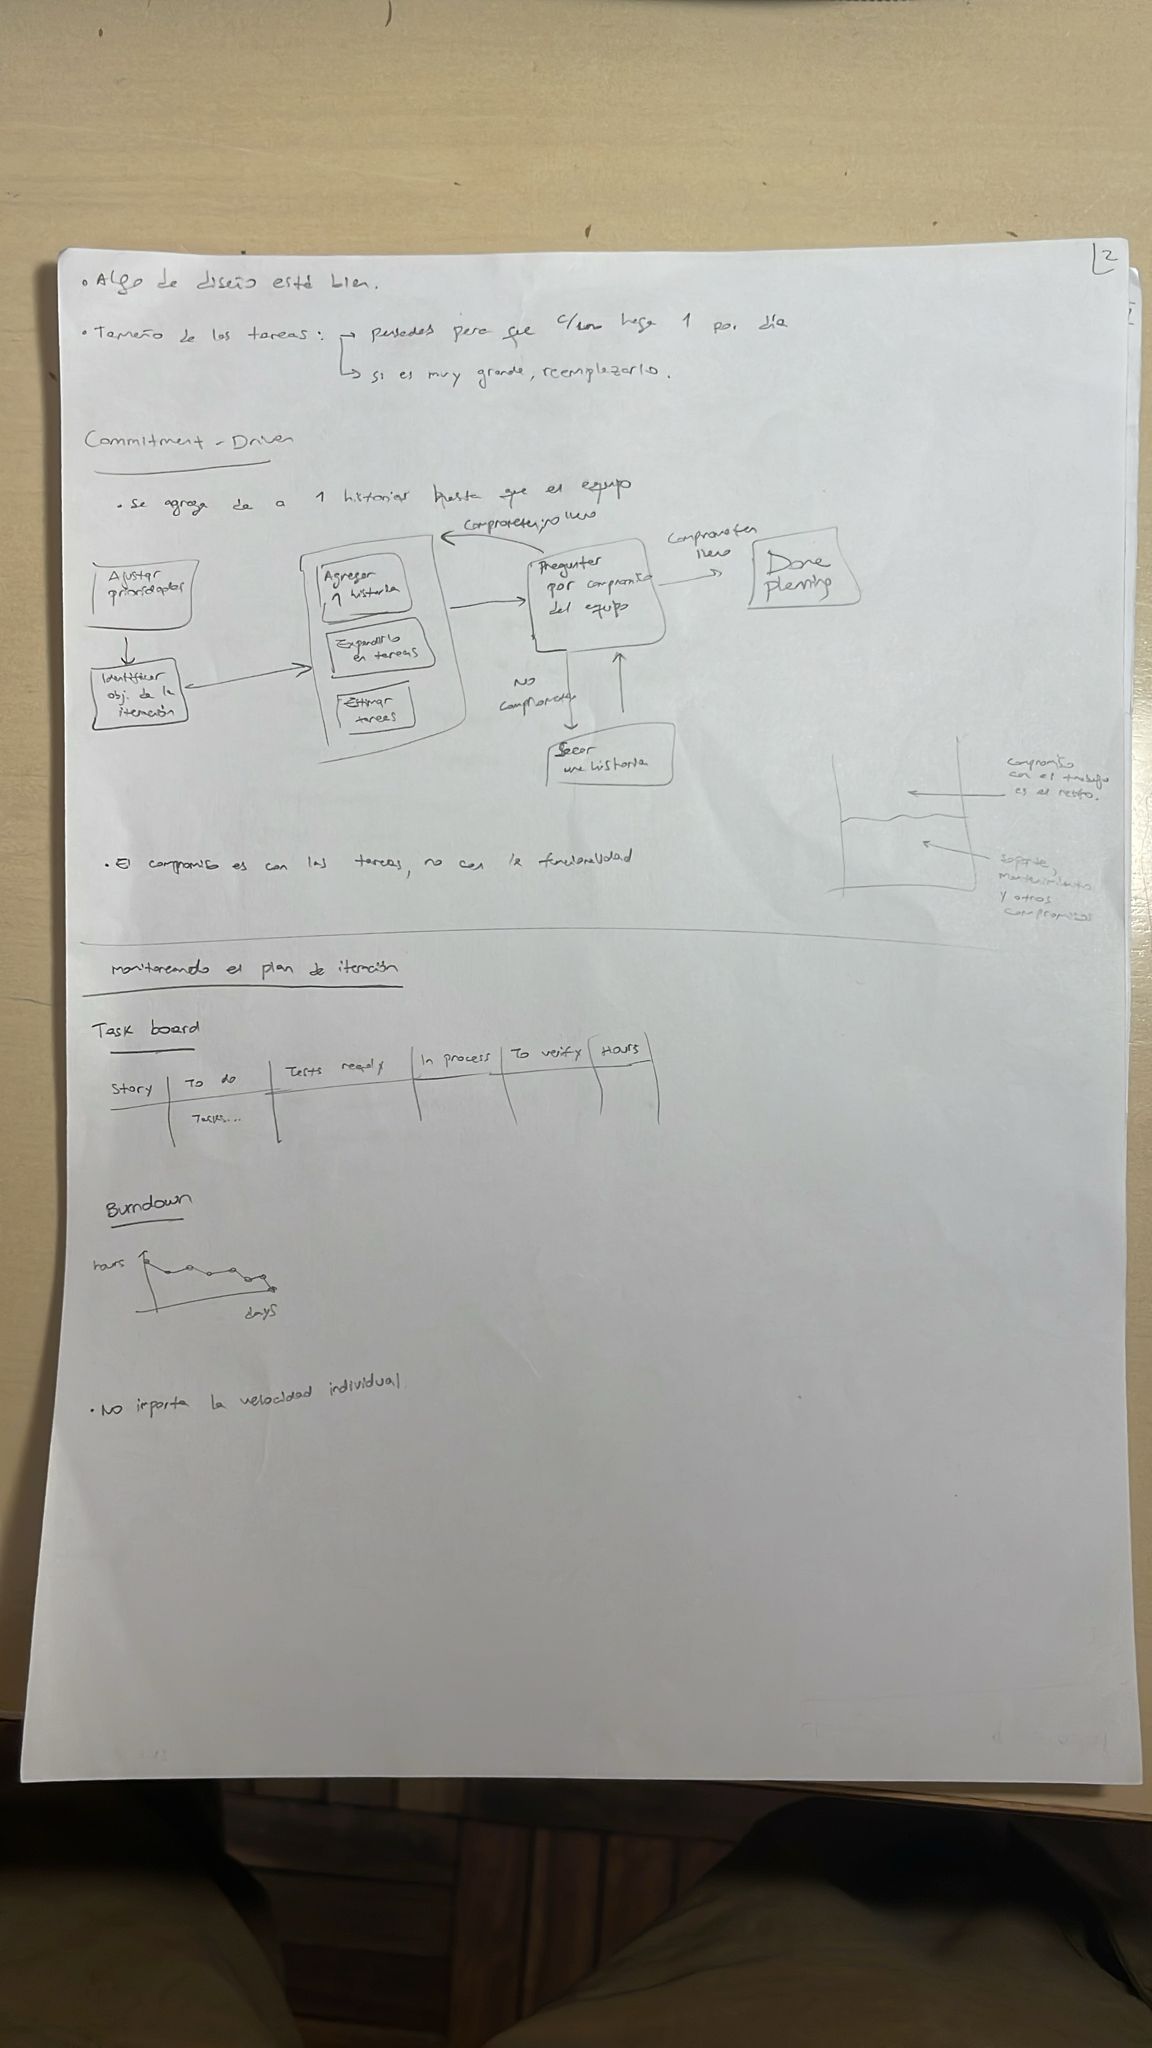 2
• Algo de diseño está bien.
• Tamaño de las tareas: → pensadas para que c/uno haga 1 por día
↳ si es muy grande, reemplazarlo.
Commitment - Driven
• Se agrega de a 1 historias hasta que el equipo
Ajustar prioridades
Identificar
obj. de la
iteración
Agregar
1 historia
Expandirlo
en tareas
Estimar
tareas
Comprometen, no lleno
Preguntar
por compromiso
del equipo
Comprometen
lleno
Done
planning
No
comprometen
Sacar
una historia
compromiso
con el trabajo
es el resto.
Soporte,
mantenimiento
y otros
compromisos
• El compromiso es con las tareas, no con la funcionalidad
Monitoreando el plan de iteración
Task board
Story | To do | Tests ready | In process | To verify | Hours
Tasks...
Burndown
hours
days
• No importa la velocidad individual